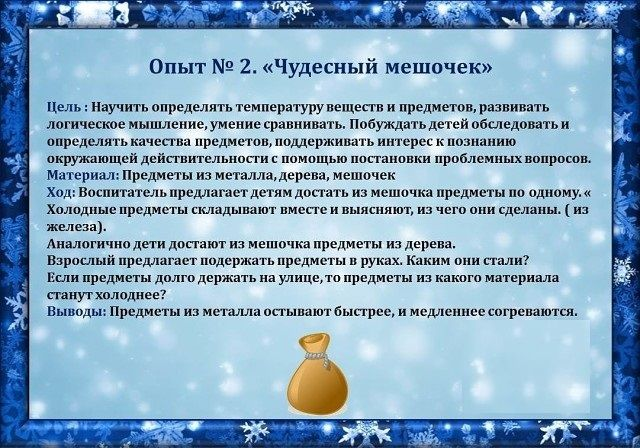 Опыт № 2. «Чудесный мешочек»
Цель : Научить определять температуру веществ и предметов, развивать
логическое мышление, умение сравнивать. Побуждать детей обследовать и
определять качества предметов, поддерживать интерес к познанию
окружающей действительности с помощью постановки проблемных вопросов.
Материал: Предметы из металла, дерева, мешочек
Ход: Воспитатель предлагает детям достать из мешочка предметы по одному. «
Холодные предметы складывают вместе и выясняют, из чего они сделаны. ( из
железа).
Аналогично дети достают из мешочка предметы из дерева.
Взрослый предлагает подержать предметы в руках. Каким они стали?
Если предметы долго держать на улице, то предметы из какого материала
станут холоднее?
Выводы: Предметы из металла остывают быстрее, и медленнее согреваются.